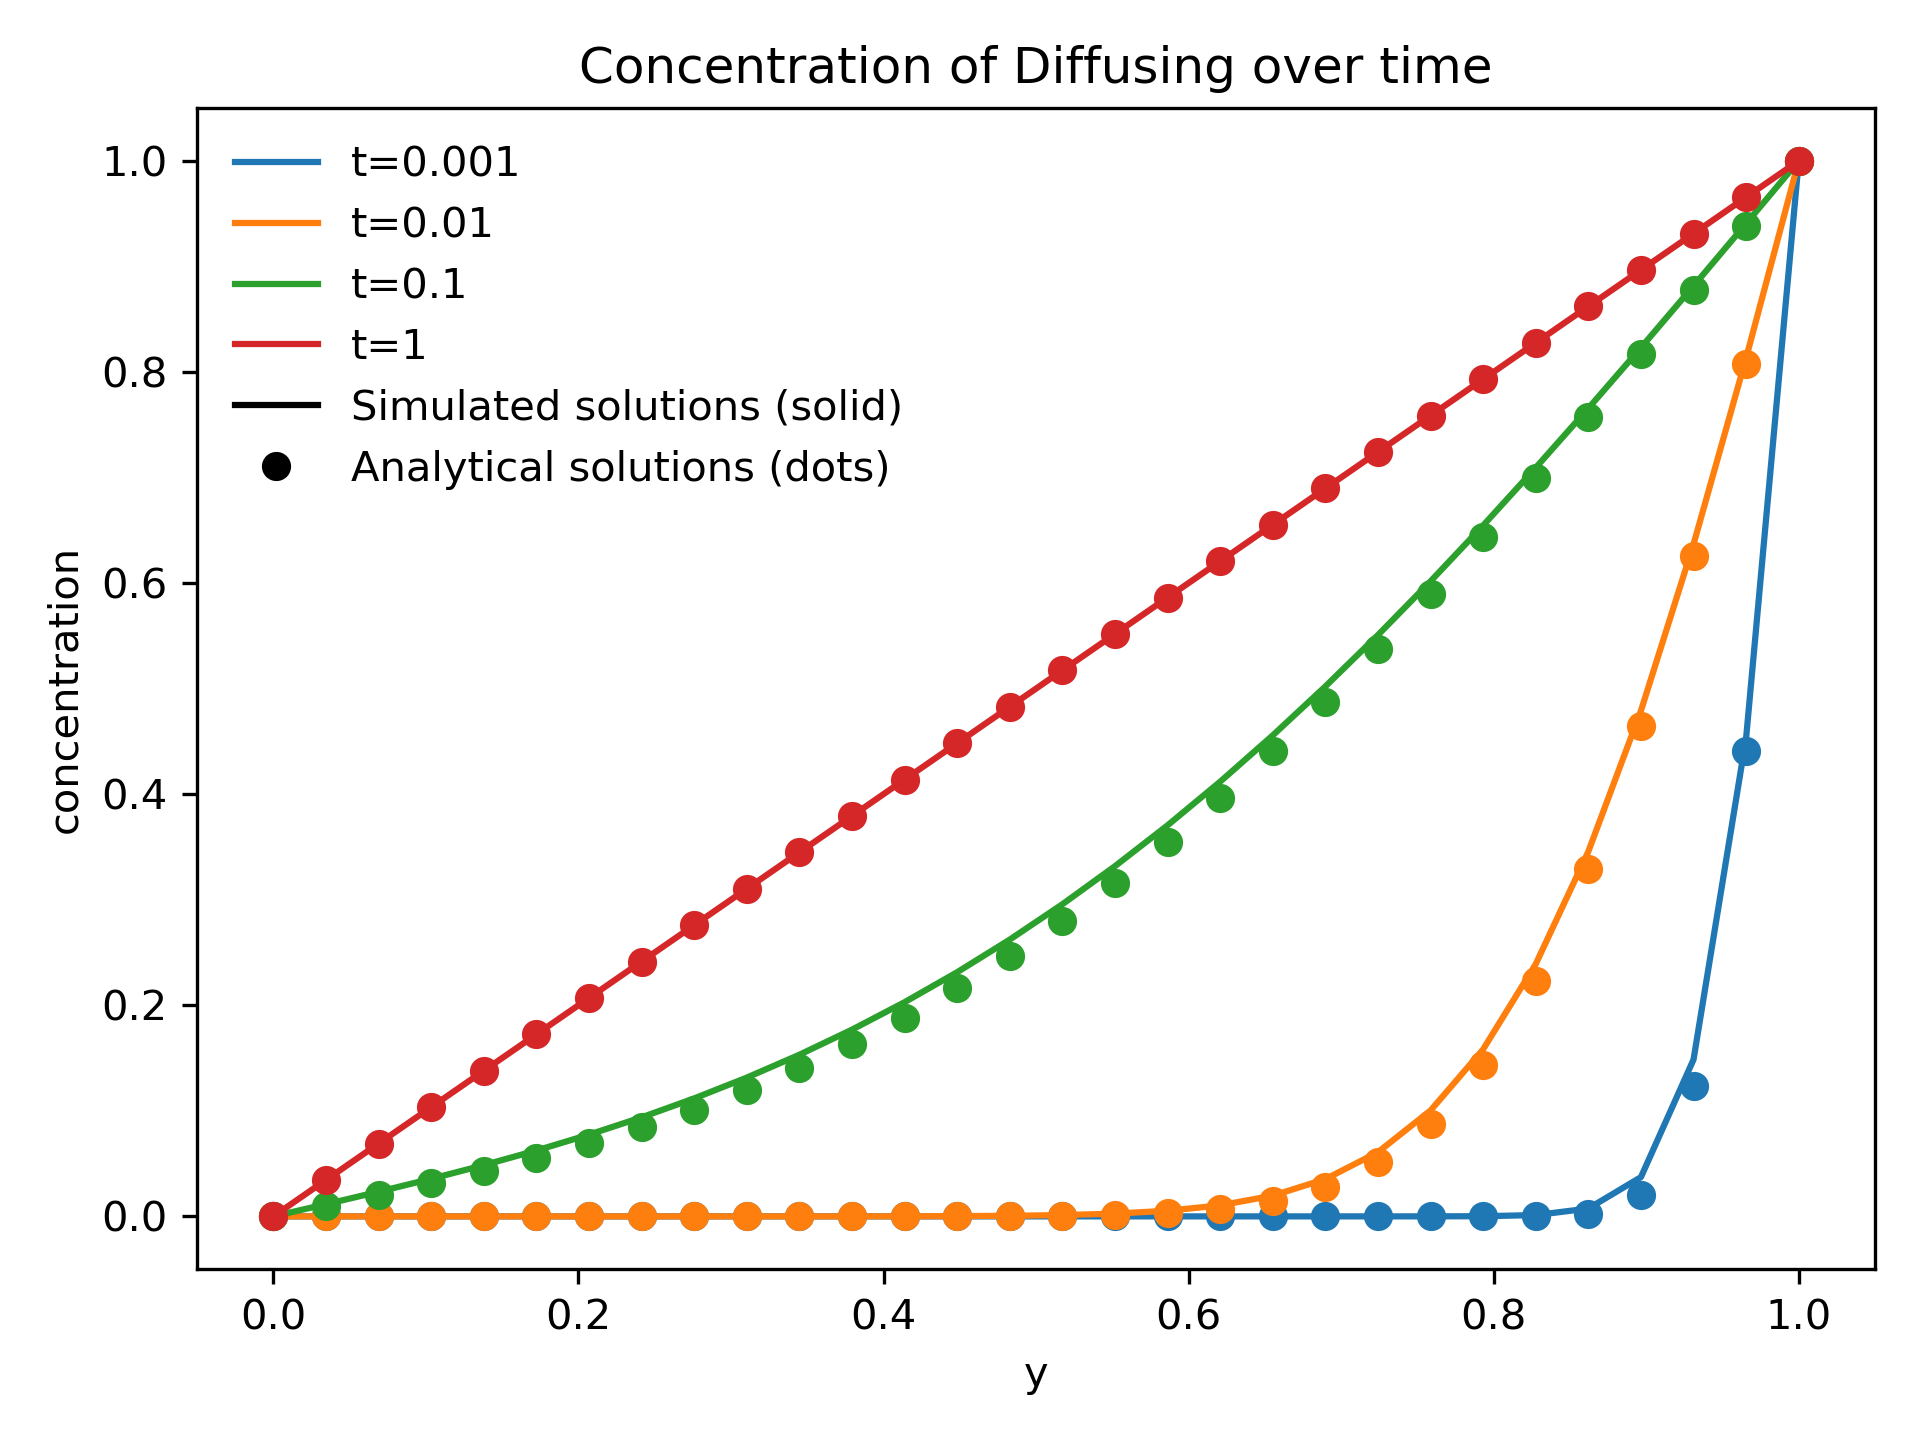 Concentration of Diffusing over time
t=0.001
t=0.01
t=0.1
t=1
Simulated solutions (solid)
Analytical solutions (dots)
concentration
1.0
0.8
0.6
0.4
0.2
0.0
0.0 0.2 0.4 0.6 0.8 1.0
y